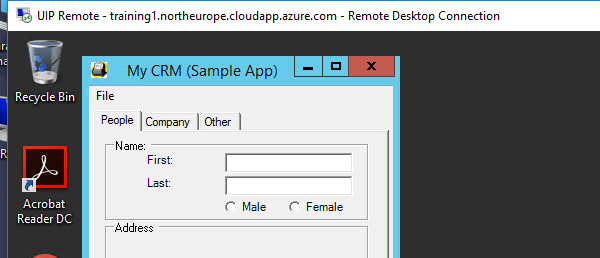 UIP Remote - training1.northeurope.cloudapp.azure.com - Remote Desktop Connection
Recycle Bin
My CRM (Sample App)
File
People Company Other
Name:
First:
Last:
Male Female
Acrobat
Reader DC
Address